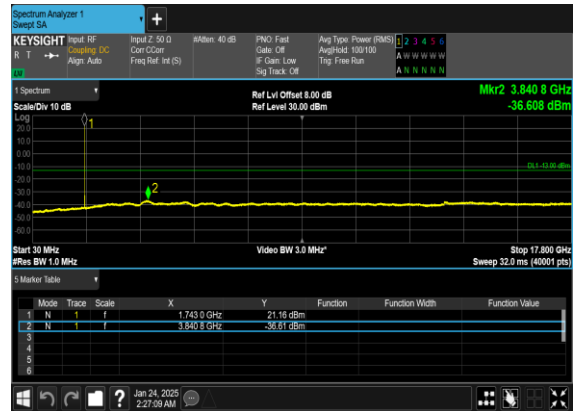 Spectrum Analyzer 1
Swept SA
KEYSIGHT Input: RF Input Z: 50 Ω #Atten: 40 dB PNO: Fast Avg Type: Power (RMS) 1 2 3 4 5 6
R T Coupling: DC Corr CCorr Gate: Off Avg|Hold: 100/100 A W W W W W
Align: Auto Freq Ref: Int (S) IF Gain: Low Trig: Free Run
Sig Track: Off A N N N N N
1 Spectrum Ref Lvl Offset 8.00 dB Mkr2 3.840 8 GHz
Scale/Div 10 dB Ref Level 30.00 dBm -36.608 dBm
Log
1
20.0
10.0
0.00
-10.0
DL1 -13.00 dBm
-20.0
-30.0
2
-40.0
-50.0
-60.0
Start 30 MHz Video BW 3.0 MHz* Stop 17.800 GHz
#Res BW 1.0 MHz Sweep 32.0 ms (40001 pts)
5 Marker Table
Mode Trace Scale X Y Function Function Width Function Value
1 N 1 f 1.743 0 GHz 21.16 dBm
2 N 1 f 3.840 8 GHz -36.61 dBm
3
4
5
6
Jan 24, 2025
2:27:09 AM